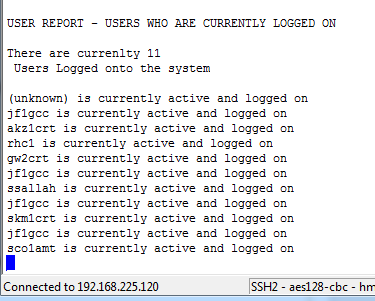 USER REPORT - USERS WHO ARE CURRENTLY LOGGED ON
There are currenlty 11
Users Logged onto the system
(unknown) is currently active and logged on
jf1gcc is currently active and logged on
akz1crt is currently active and logged on
rhc1 is currently active and logged on
gw2crt is currently active and logged on
jf1gcc is currently active and logged on
ssallah is currently active and logged on
jf1gcc is currently active and logged on
skm1crt is currently active and logged on
jf1gcc is currently active and logged on
sco1amt is currently active and logged on
Connected to 192.168.225.120 SSH2 - aes128-cbc - hm